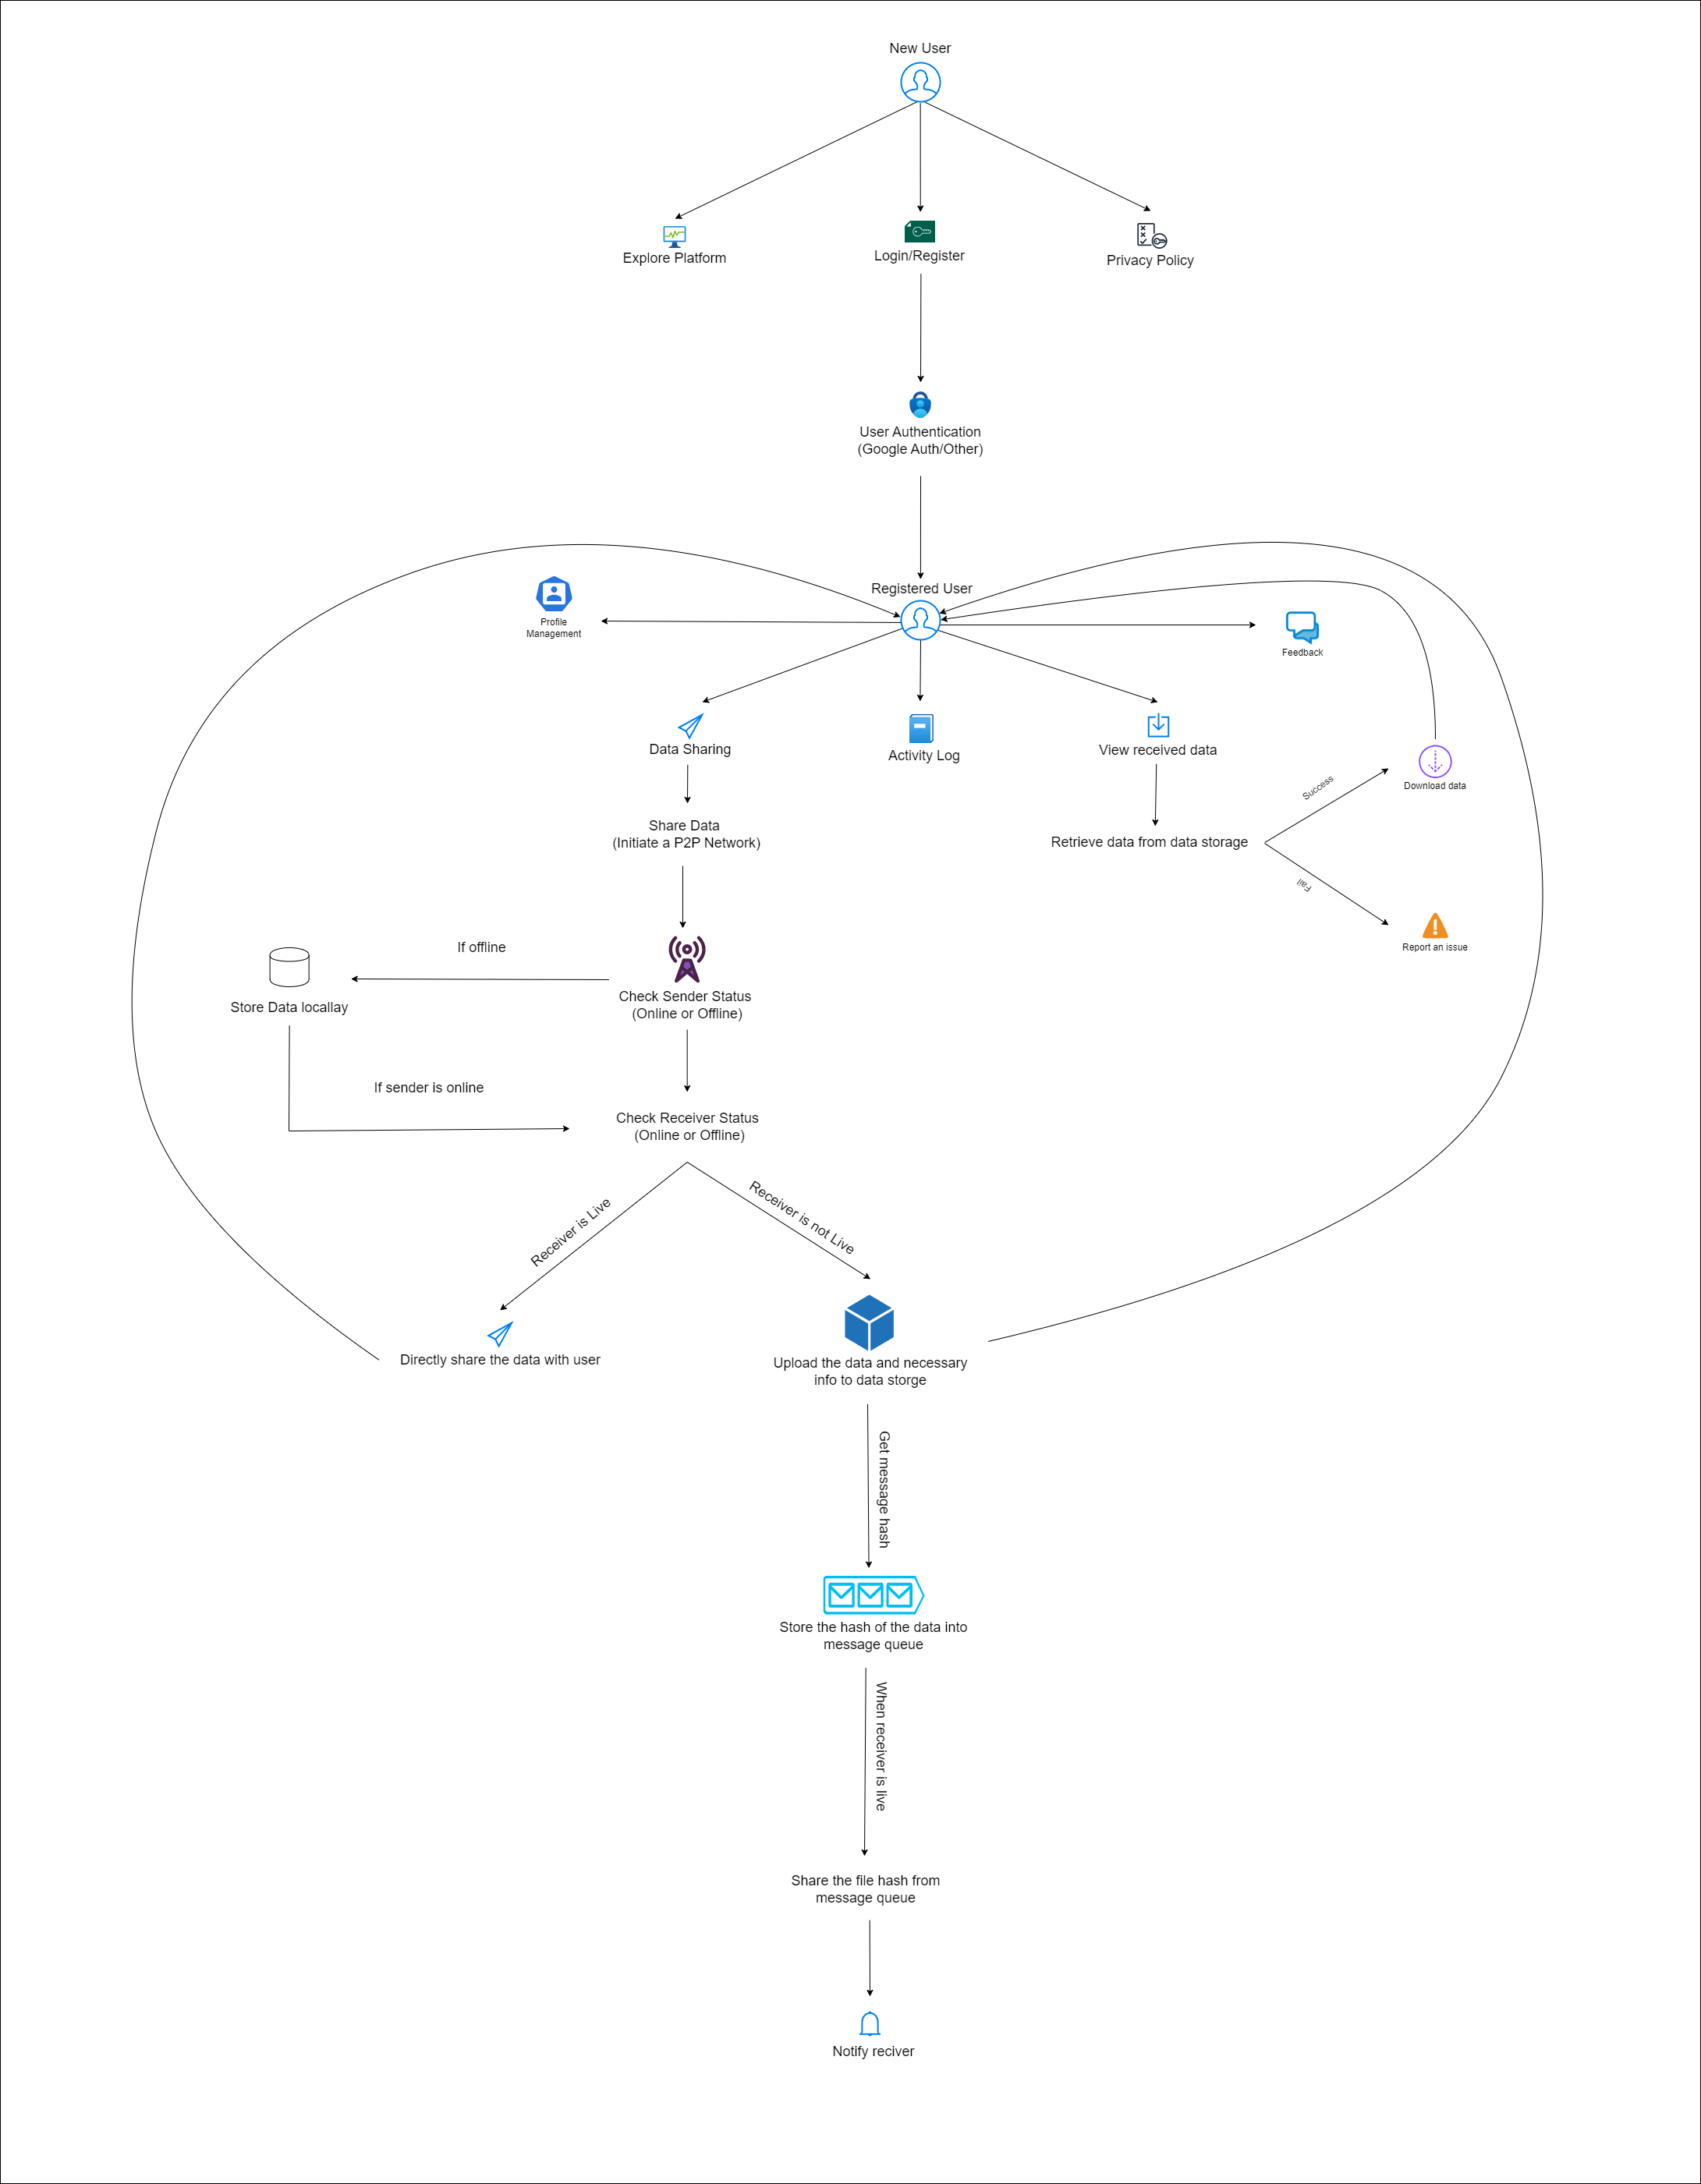 New User
Explore Platform
Login/Register
Privacy Policy
User Authentication
(Google Auth/Other)
Registered User
Profile
Management
Feedback
Data Sharing
Activity Log
View received data
Success
Download data
Share Data
(Initiate a P2P Network)
Retrieve data from data storage
Fail
Report an issue
If offline
Check Sender Status
(Online or Offline)
Store Data locallay
If sender is online
Check Receiver Status
(Online or Offline)
Receiver is Live
Receiver is not Live
Directly share the data with user
Upload the data and necessary
info to data storge
Get message hash
Store the hash of the data into
message queue
When receiver is live
Share the file hash from
message queue
Notify reciver